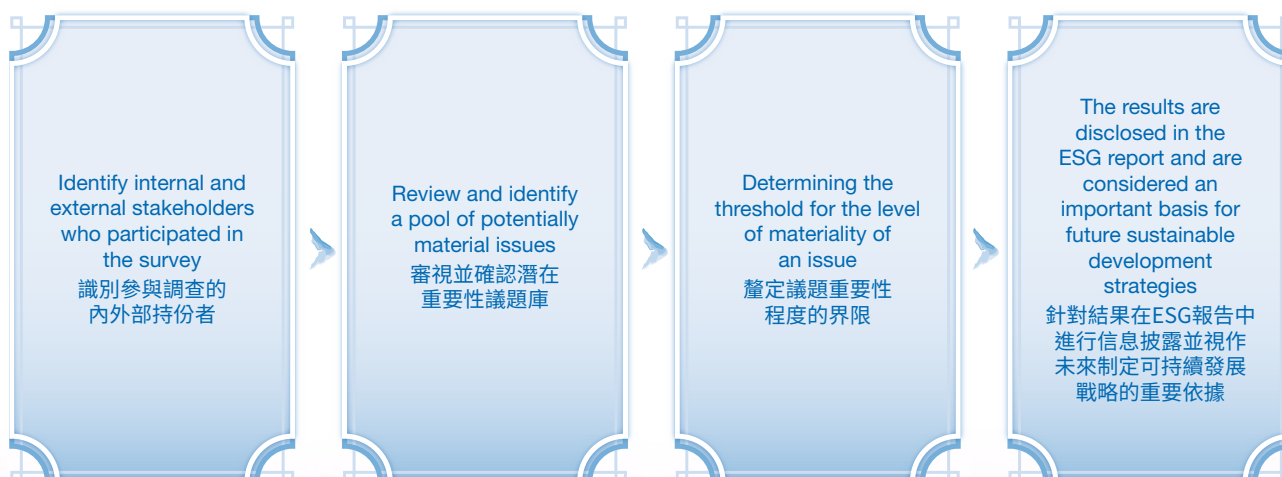 Identify internal and
external stakeholders
who participated in
the survey
識別參與調查的
內外部持份者
Review and identify
a pool of potentially
material issues
審視並確認潛在
重要性議題庫
Determining the
threshold for the level
of materiality of
an issue
釐定議題重要性
程度的界限
The results are
disclosed in the
ESG report and are
considered an
important basis for
future sustainable
development
strategies
針對結果在ESG報告中
進行信息披露並視作
未來制定可持續發展
戰略的重要依據